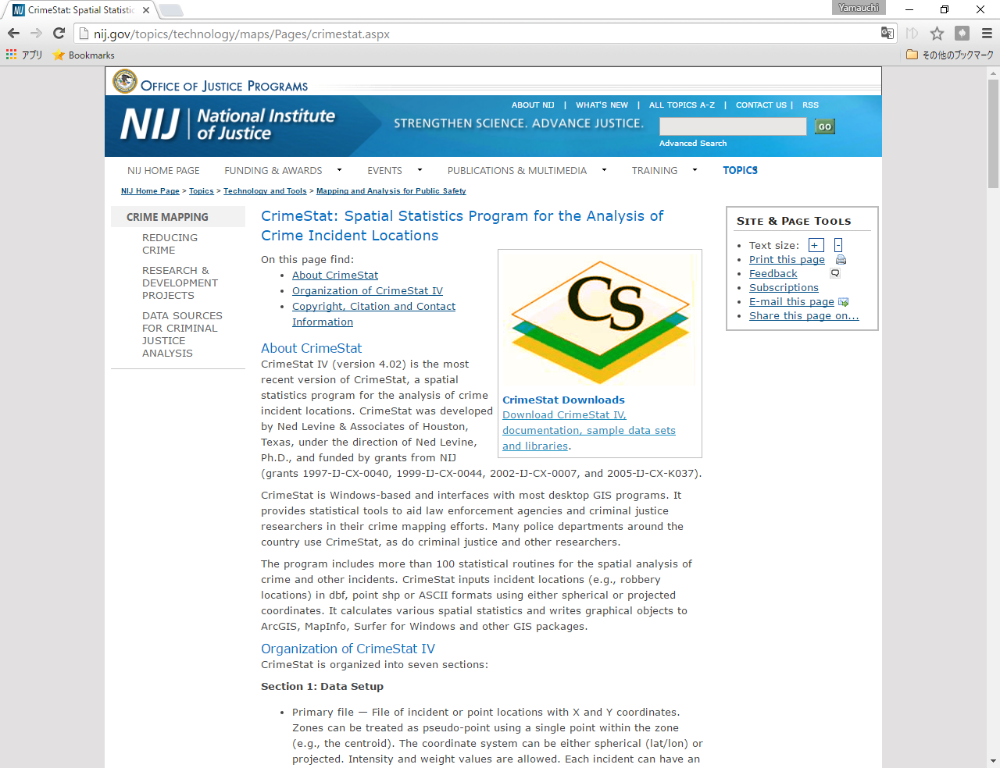 CrimeStat: Spatial Statistic
Yamauchi
nij.gov/topics/technology/maps/Pages/crimestat.aspx
アプリ
Bookmarks
その他のブックマーク
OFFICE OF JUSTICE PROGRAMS
ABOUT NIJ | WHAT'S NEW | ALL TOPICS A-Z | CONTACT US | RSS
NIJ National Institute of Justice
STRENGTHEN SCIENCE. ADVANCE JUSTICE.
GO
Advanced Search
NIJ HOME PAGE FUNDING & AWARDS EVENTS PUBLICATIONS & MULTIMEDIA TRAINING TOPICS
NIJ Home Page > Topics > Technology and Tools > Mapping and Analysis for Public Safety
CRIME MAPPING
REDUCING
CRIME
RESEARCH &
DEVELOPMENT
PROJECTS
DATA SOURCES
FOR CRIMINAL
JUSTICE
ANALYSIS
CrimeStat: Spatial Statistics Program for the Analysis of
Crime Incident Locations
On this page find:
About CrimeStat
Organization of CrimeStat IV
Copyright, Citation and Contact
Information
CS
CrimeStat Downloads
Download CrimeStat IV,
documentation, sample data sets
and libraries.
About CrimeStat
CrimeStat IV (version 4.02) is the most
recent version of CrimeStat, a spatial
statistics program for the analysis of crime
incident locations. CrimeStat was developed
by Ned Levine & Associates of Houston,
Texas, under the direction of Ned Levine,
Ph.D., and funded by grants from NIJ
(grants 1997-IJ-CX-0040, 1999-IJ-CX-0044, 2002-IJ-CX-0007, and 2005-IJ-CX-K037).
CrimeStat is Windows-based and interfaces with most desktop GIS programs. It
provides statistical tools to aid law enforcement agencies and criminal justice
researchers in their crime mapping efforts. Many police departments around the
country use CrimeStat, as do criminal justice and other researchers.
The program includes more than 100 statistical routines for the spatial analysis of
crime and other incidents. CrimeStat inputs incident locations (e.g., robbery
locations) in dbf, point shp or ASCII formats using either spherical or projected
coordinates. It calculates various spatial statistics and writes graphical objects to
ArcGIS, MapInfo, Surfer for Windows and other GIS packages.
Organization of CrimeStat IV
CrimeStat is organized into seven sections:
Section 1: Data Setup
Primary file — File of incident or point locations with X and Y coordinates.
Zones can be treated as pseudo-point using a single point within the zone
(e.g., the centroid). The coordinate system can be either spherical (lat/lon) or
projected. Intensity and weight values are allowed. Each incident can have an
SITE & PAGE TOOLS
Text size: + -
Print this page
Feedback
Subscriptions
E-mail this page
Share this page on...